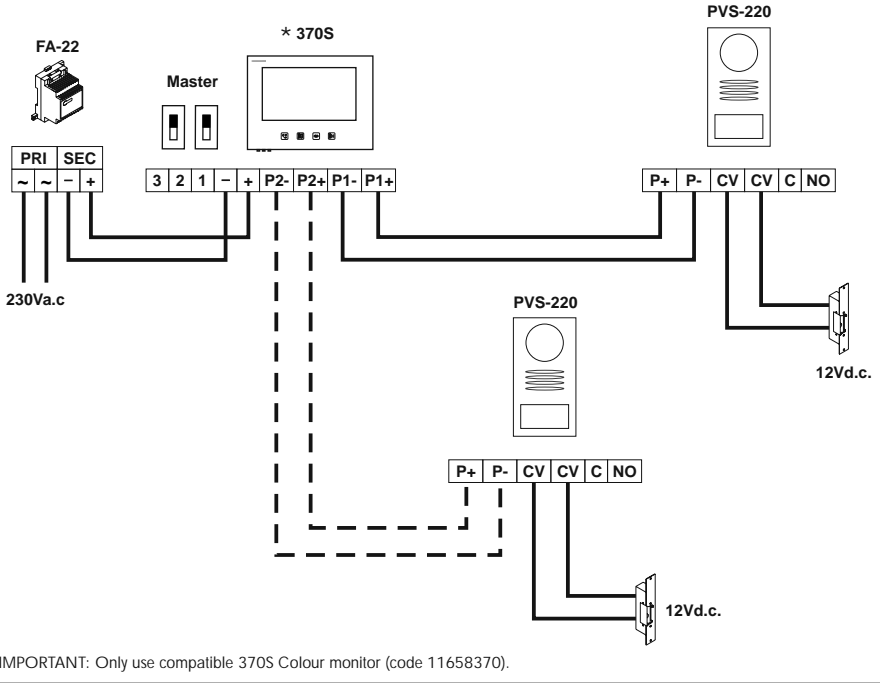 PVS-220
* 370S
FA-22
Master
PRI SEC
~ ~ – +
3 2 1 – + P2- P2+ P1- P1+
P+ P- CV CV C NO
230Va.c
PVS-220
12Vd.c.
P+ P- CV CV C NO
12Vd.c.
IMPORTANT: Only use compatible 370S Colour monitor (code 11658370).